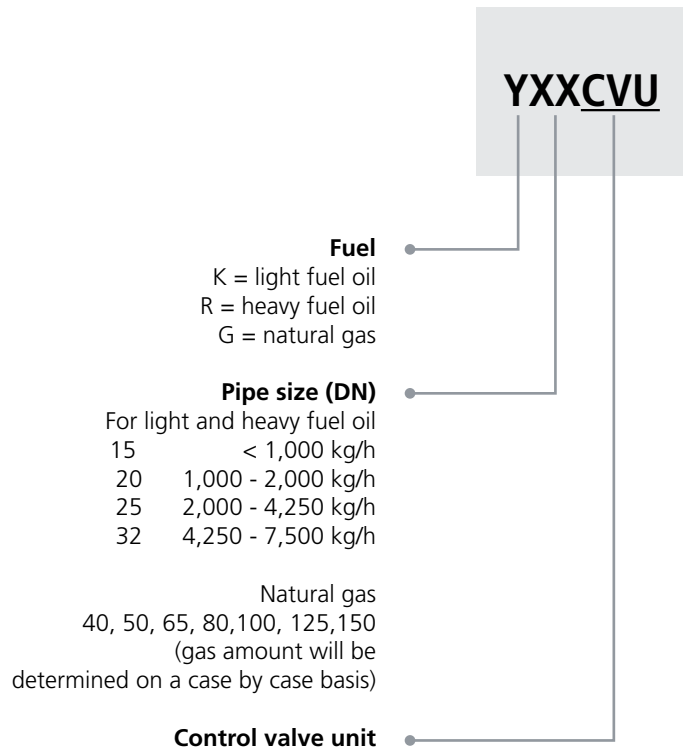 YXXCVU
Fuel
K = light fuel oil
R = heavy fuel oil
G = natural gas
Pipe size (DN)
For light and heavy fuel oil
15 < 1,000 kg/h
20 1,000 - 2,000 kg/h
25 2,000 - 4,250 kg/h
32 4,250 - 7,500 kg/h
Natural gas
40, 50, 65, 80,100, 125,150
(gas amount will be
determined on a case by case basis)
Control valve unit